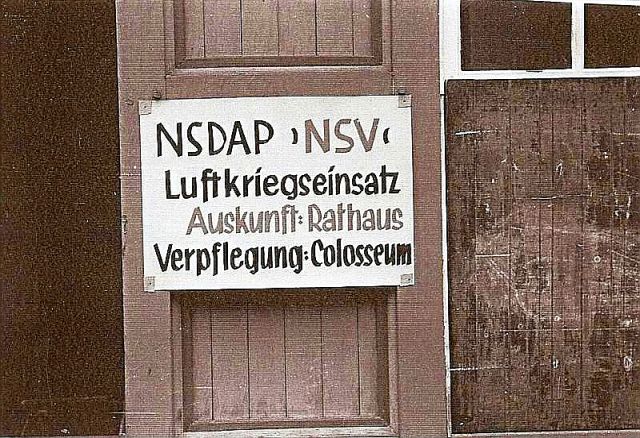 NSDAP ›NSV‹
Luftkriegseinsatz
Auskunft: Rathaus
Verpflegung: Colosseum